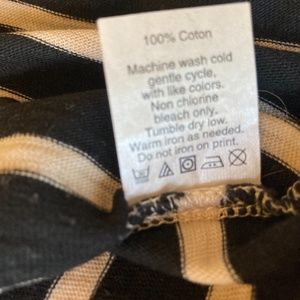 100% Coton
Machine wash cold
gentle cycle,
with like colors.
Non chlorine
bleach only.
Tumble dry low.
Warm iron as needed.
Do not iron on print.